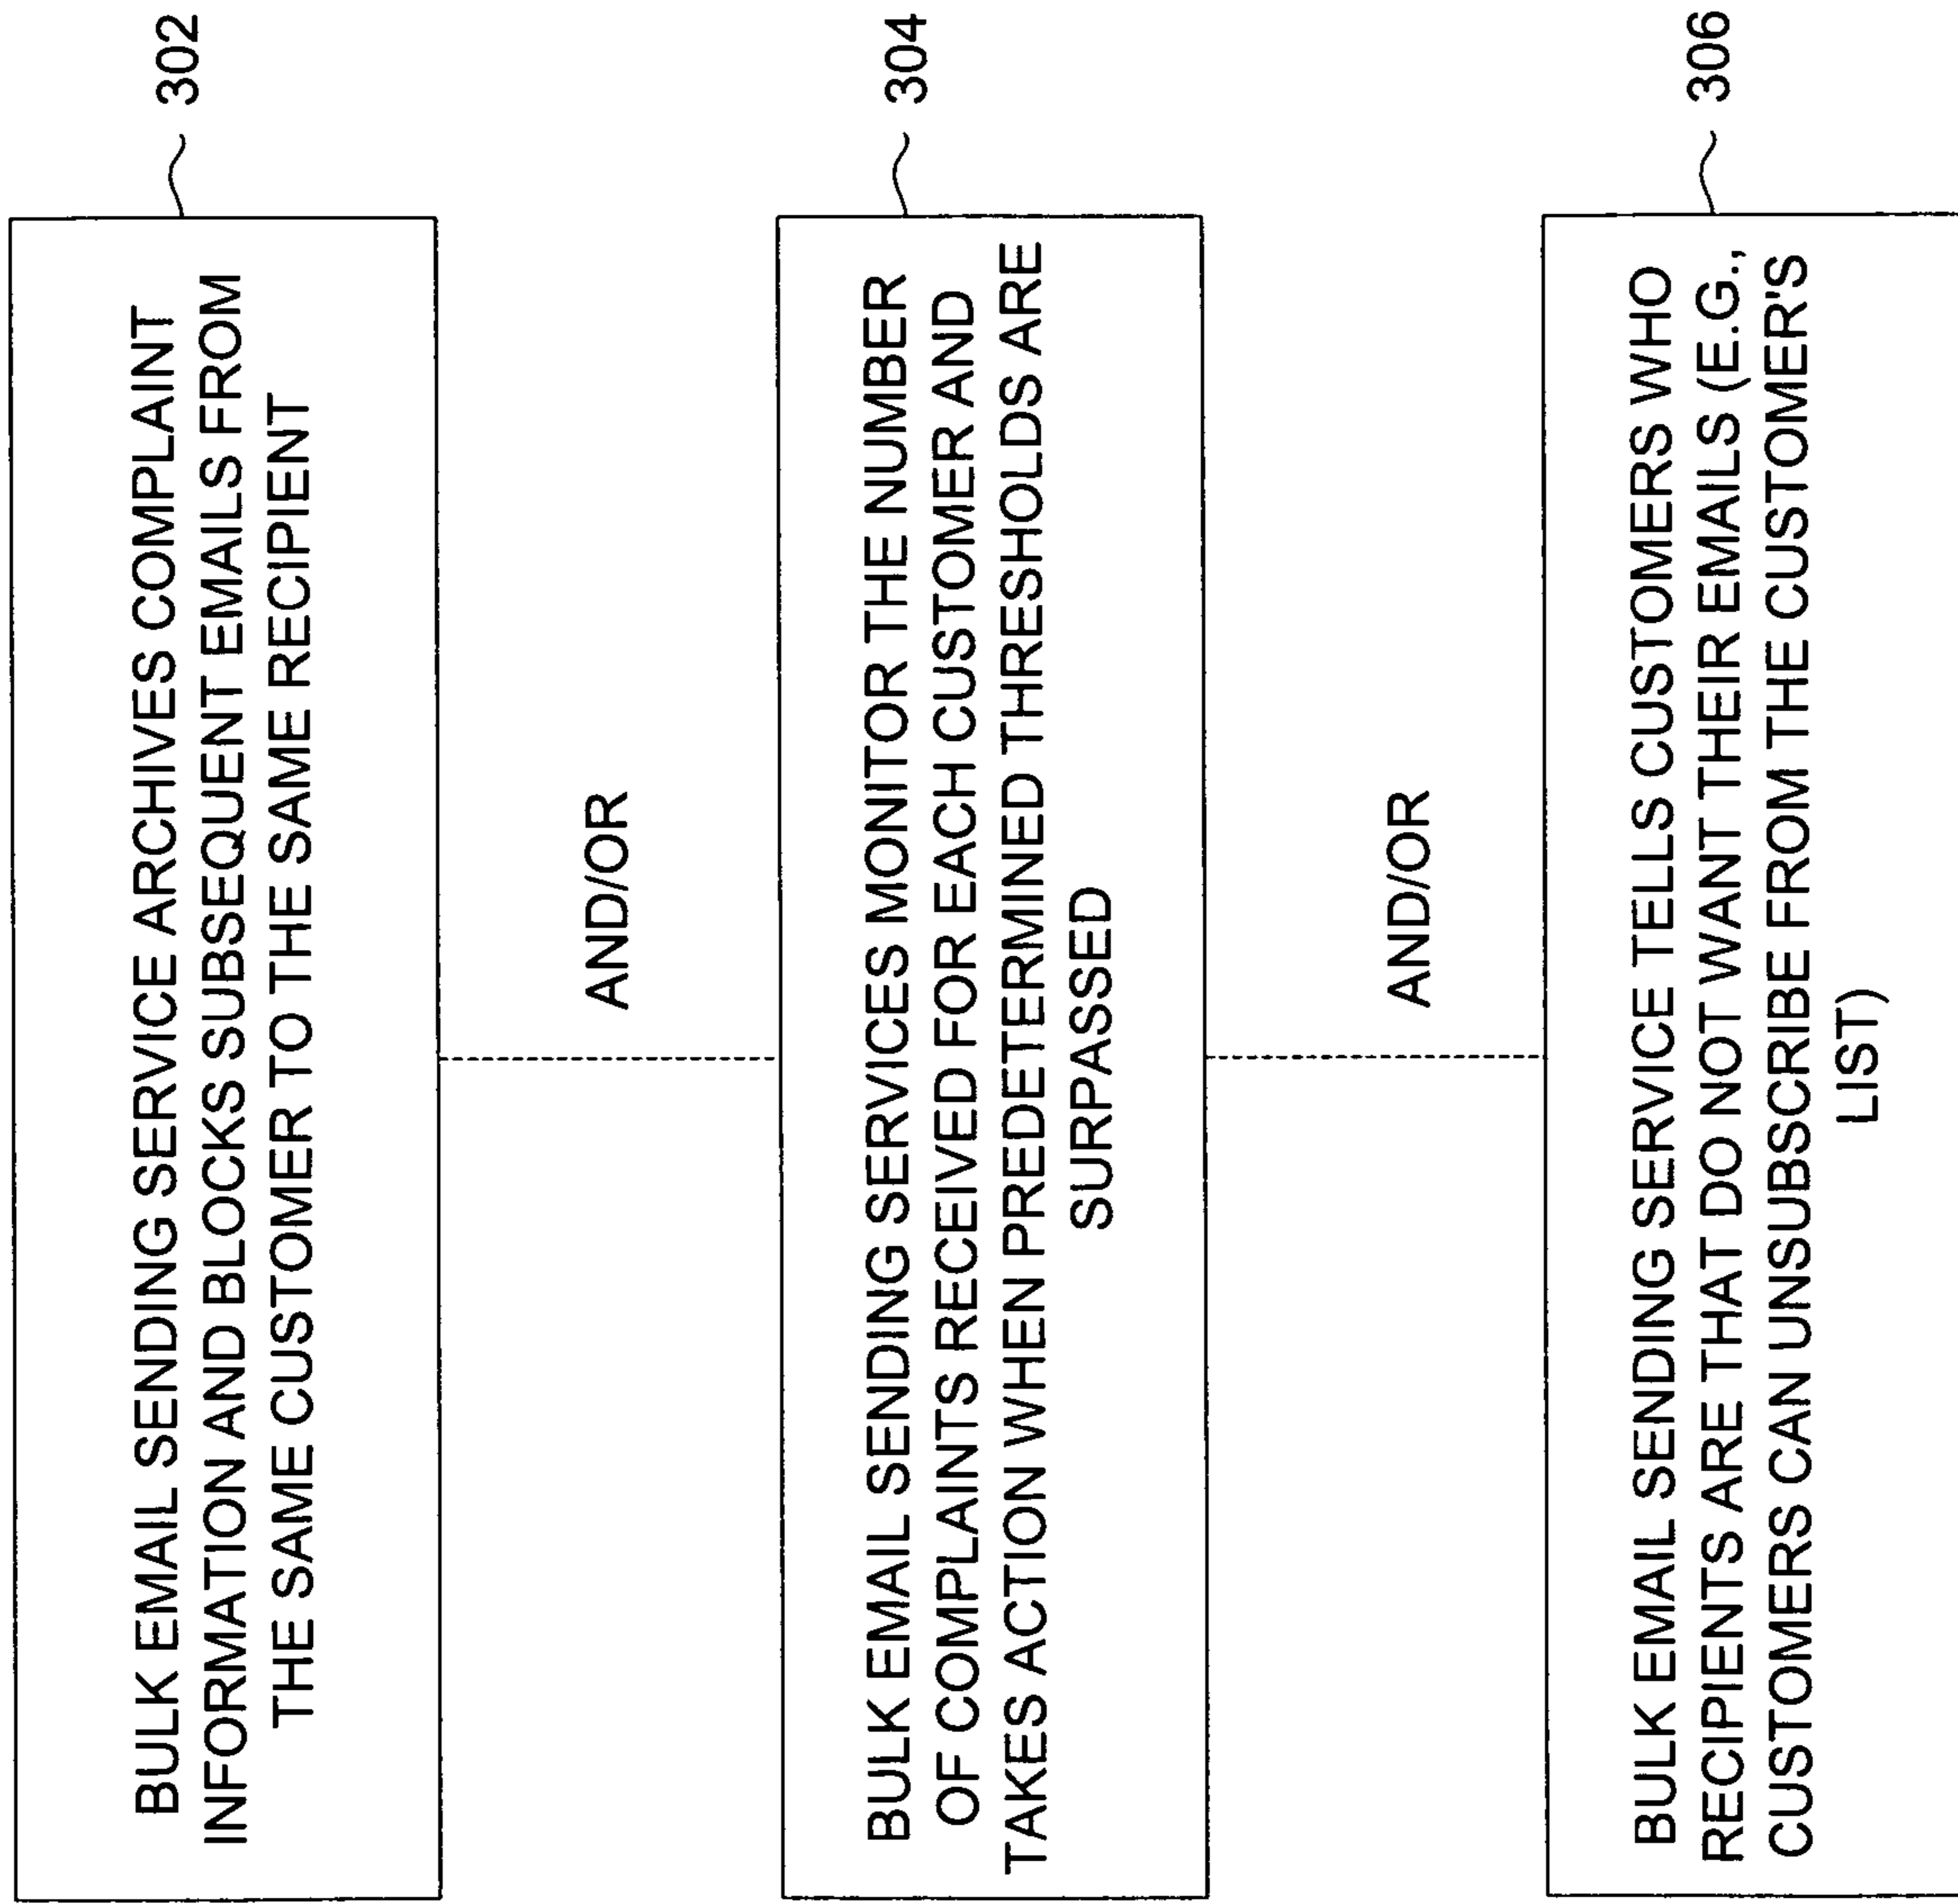 BULK EMAIL SENDING SERVICE ARCHIVES COMPLAINT
INFORMATION AND BLOCKS SUBSEQUENT EMAILS FROM
THE SAME CUSTOMER TO THE SAME RECIPIENT
302
AND/OR
BULK EMAIL SENDING SERVICES MONITOR THE NUMBER
OF COMPLAINTS RECEIVED FOR EACH CUSTOMER AND
TAKES ACTION WHEN PREDETERMINED THRESHOLDS ARE
SURPASSED
304
AND/OR
BULK EMAIL SENDING SERVICE TELLS CUSTOMERS WHO
RECIPIENTS ARE THAT DO NOT WANT THEIR EMAILS (E.G.,
CUSTOMERS CAN UNSUBSCRIBE FROM THE CUSTOMER'S
LIST)
306